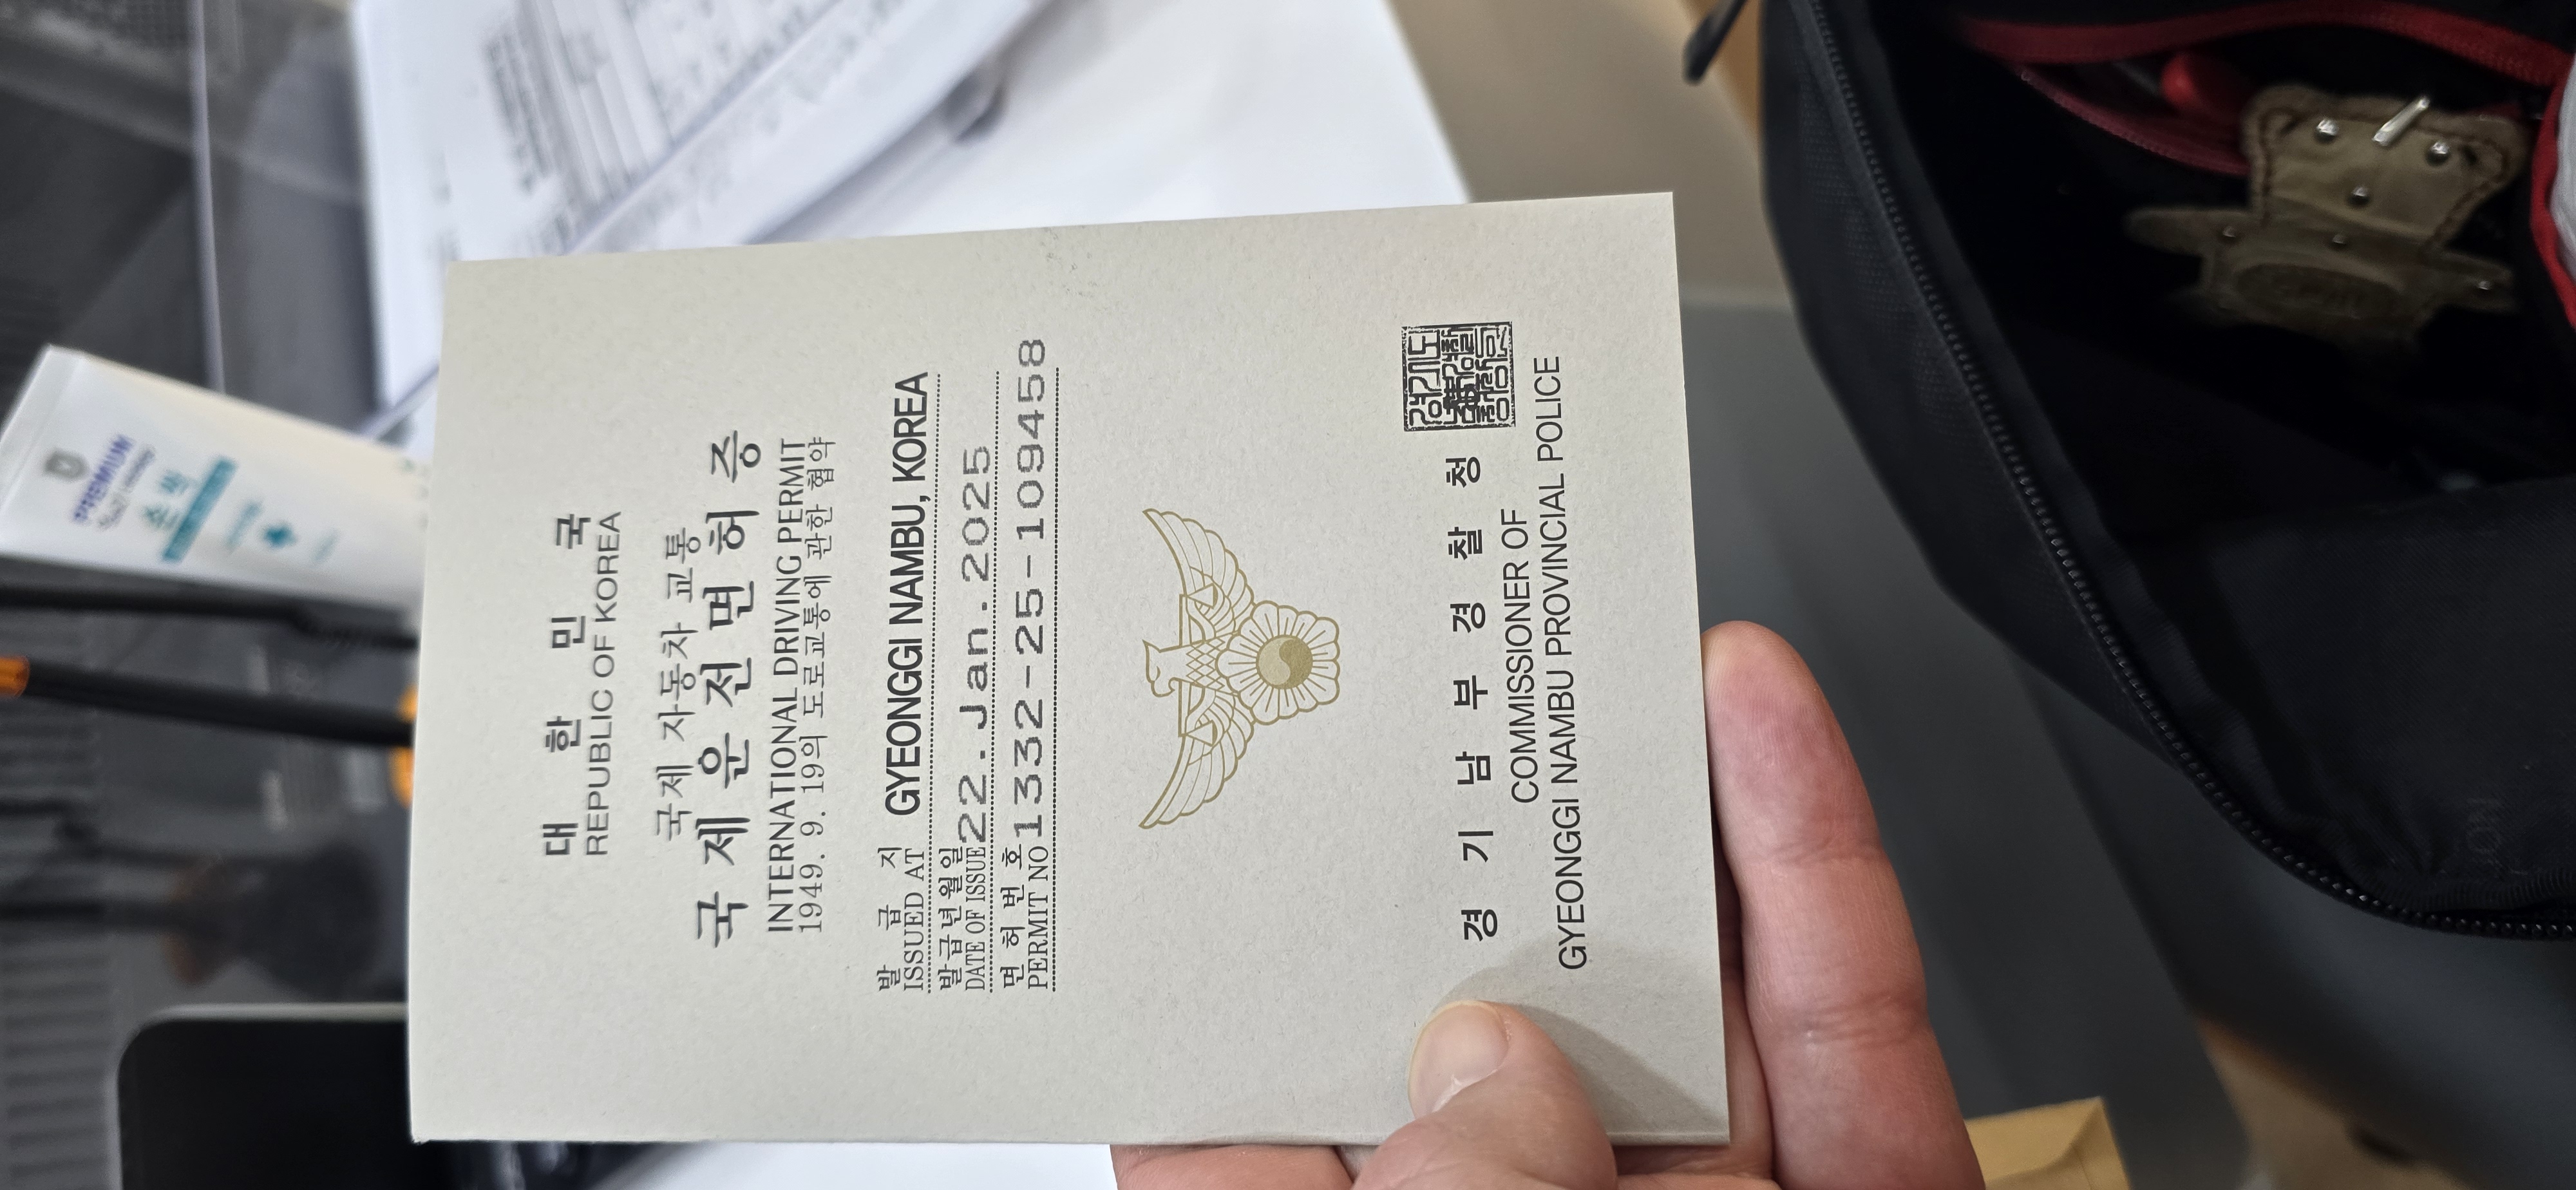 대 한 민 국
REPUBLIC OF KOREA
국제 자동차 교통
국 제 운 전 면 허 증
INTERNATIONAL DRIVING PERMIT
1949. 9. 19의 도로교통에 관한 협약
발 급 지
ISSUED AT GYEONGGI NAMBU, KOREA
발급년월일
DATE OF ISSUE 22.Jan.2025
면 허 번 호
PERMIT NO 1332-25-109458
경 기 남 부 경 찰 청
COMMISSIONER OF
GYEONGGI NAMBU PROVINCIAL POLICE
PREMIUM